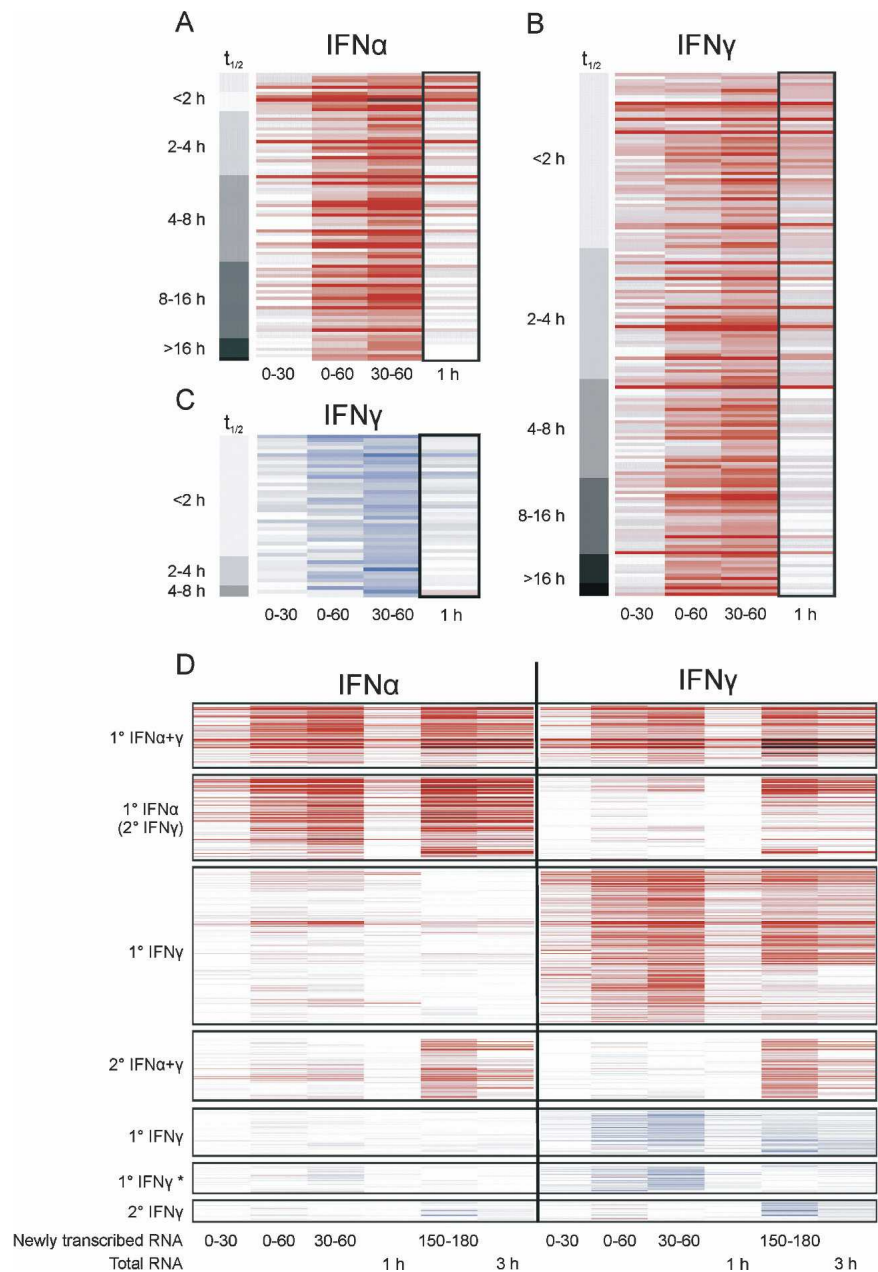 A
IFNα
t1/2
<2 h
2-4 h
4-8 h
8-16 h
>16 h
0-30 0-60 30-60 1 h
B
IFNγ
t1/2
<2 h
2-4 h
4-8 h
8-16 h
>16 h
0-30 0-60 30-60 1 h
C
IFNγ
t1/2
<2 h
2-4 h
4-8 h
0-30 0-60 30-60 1 h
D
IFNα IFNγ
1° IFNα+γ
1° IFNα
(2° IFNγ)
1° IFNγ
2° IFNα+γ
1° IFNγ
1° IFNγ *
2° IFNγ
Newly transcribed RNA 0-30 0-60 30-60 150-180 0-30 0-60 30-60 150-180
Total RNA 1 h 3 h 1 h 3 h